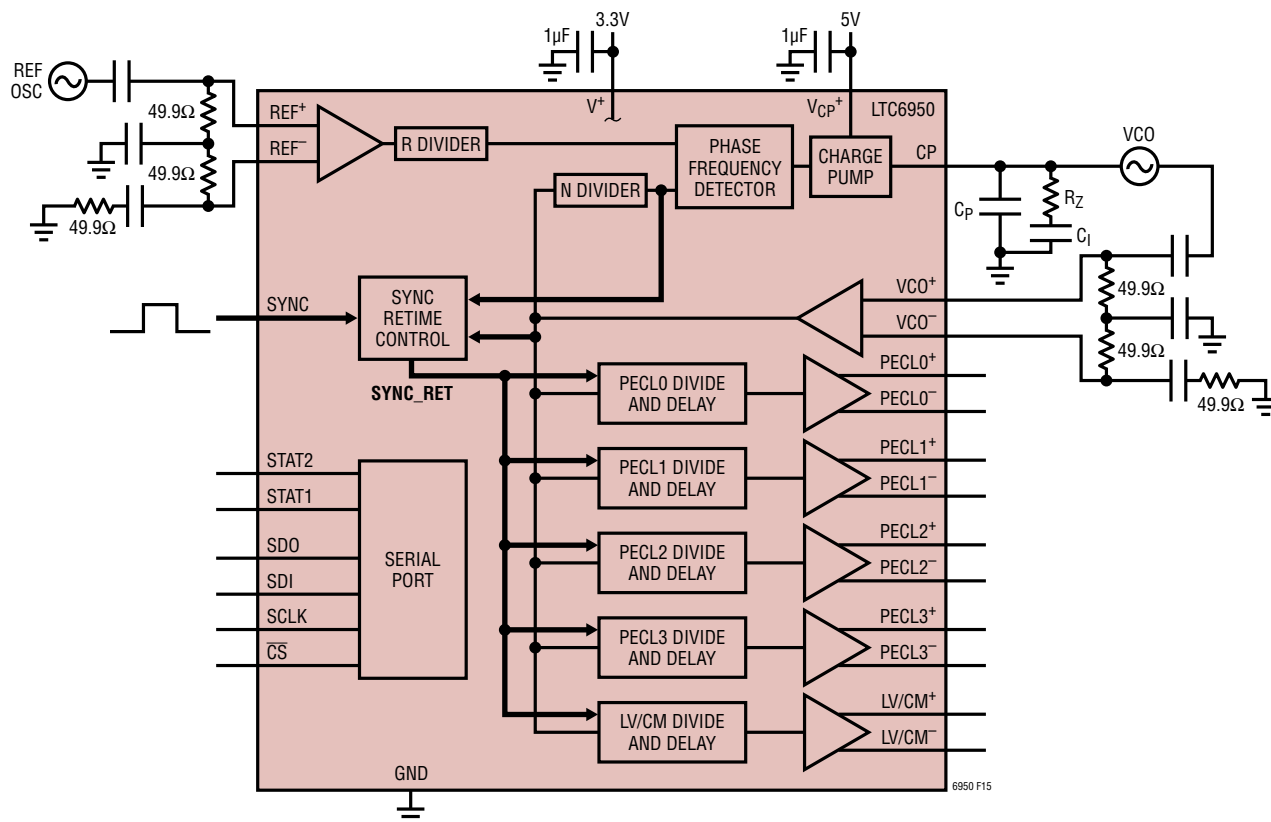 3.3V
5V
1µF
1µF
REF
OSC
49.9Ω
49.9Ω
49.9Ω
V+
VCP+
LTC6950
REF+
REF–
R DIVIDER
N DIVIDER
PHASE
FREQUENCY
DETECTOR
CHARGE
PUMP
CP
VCO
CP
RZ
CI
SYNC
SYNC
RETIME
CONTROL
SYNC_RET
VCO+
VCO–
49.9Ω
49.9Ω
49.9Ω
PECL0 DIVIDE
AND DELAY
PECL0+
PECL0–
PECL1 DIVIDE
AND DELAY
PECL1+
PECL1–
PECL2 DIVIDE
AND DELAY
PECL2+
PECL2–
PECL3 DIVIDE
AND DELAY
PECL3+
PECL3–
LV/CM DIVIDE
AND DELAY
LV/CM+
LV/CM–
STAT2
STAT1
SDO
SDI
SCLK
CS
SERIAL
PORT
GND
6950 F15